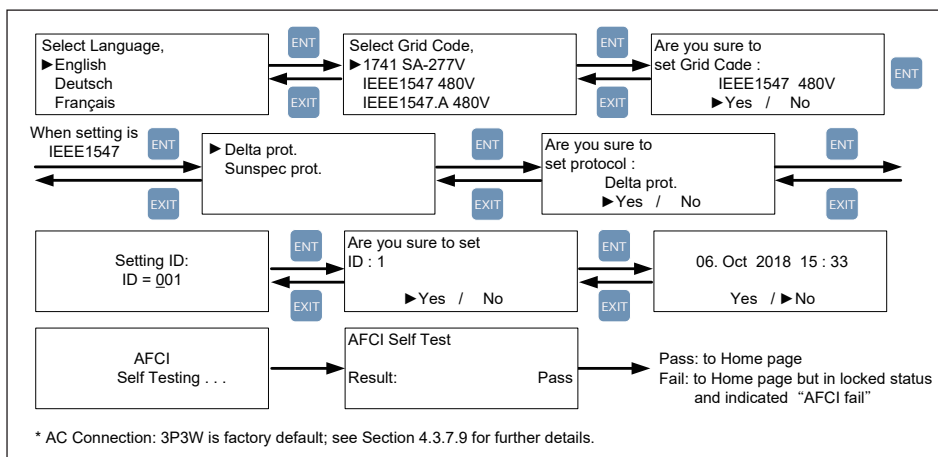 Select Language,
►English
Deutsch
Français
ENT
EXIT
Select Grid Code,
►1741 SA-277V
IEEE1547 480V
IEEE1547.A 480V
ENT
EXIT
Are you sure to
set Grid Code :
IEEE1547 480V
►Yes / No
ENT
When setting is
IEEE1547
ENT
EXIT
► Delta prot.
Sunspec prot.
ENT
EXIT
Are you sure to
set protocol :
Delta prot.
►Yes / No
ENT
EXIT
Setting ID:
ID = 001
ENT
EXIT
Are you sure to set
ID : 1
►Yes / No
ENT
EXIT
06. Oct 2018 15 : 33
Yes / ►No
AFCI
Self Testing . . .
AFCI Self Test
Result: Pass
Pass: to Home page
Fail: to Home page but in locked status
and indicated “AFCI fail”
* AC Connection: 3P3W is factory default; see Section 4.3.7.9 for further details.